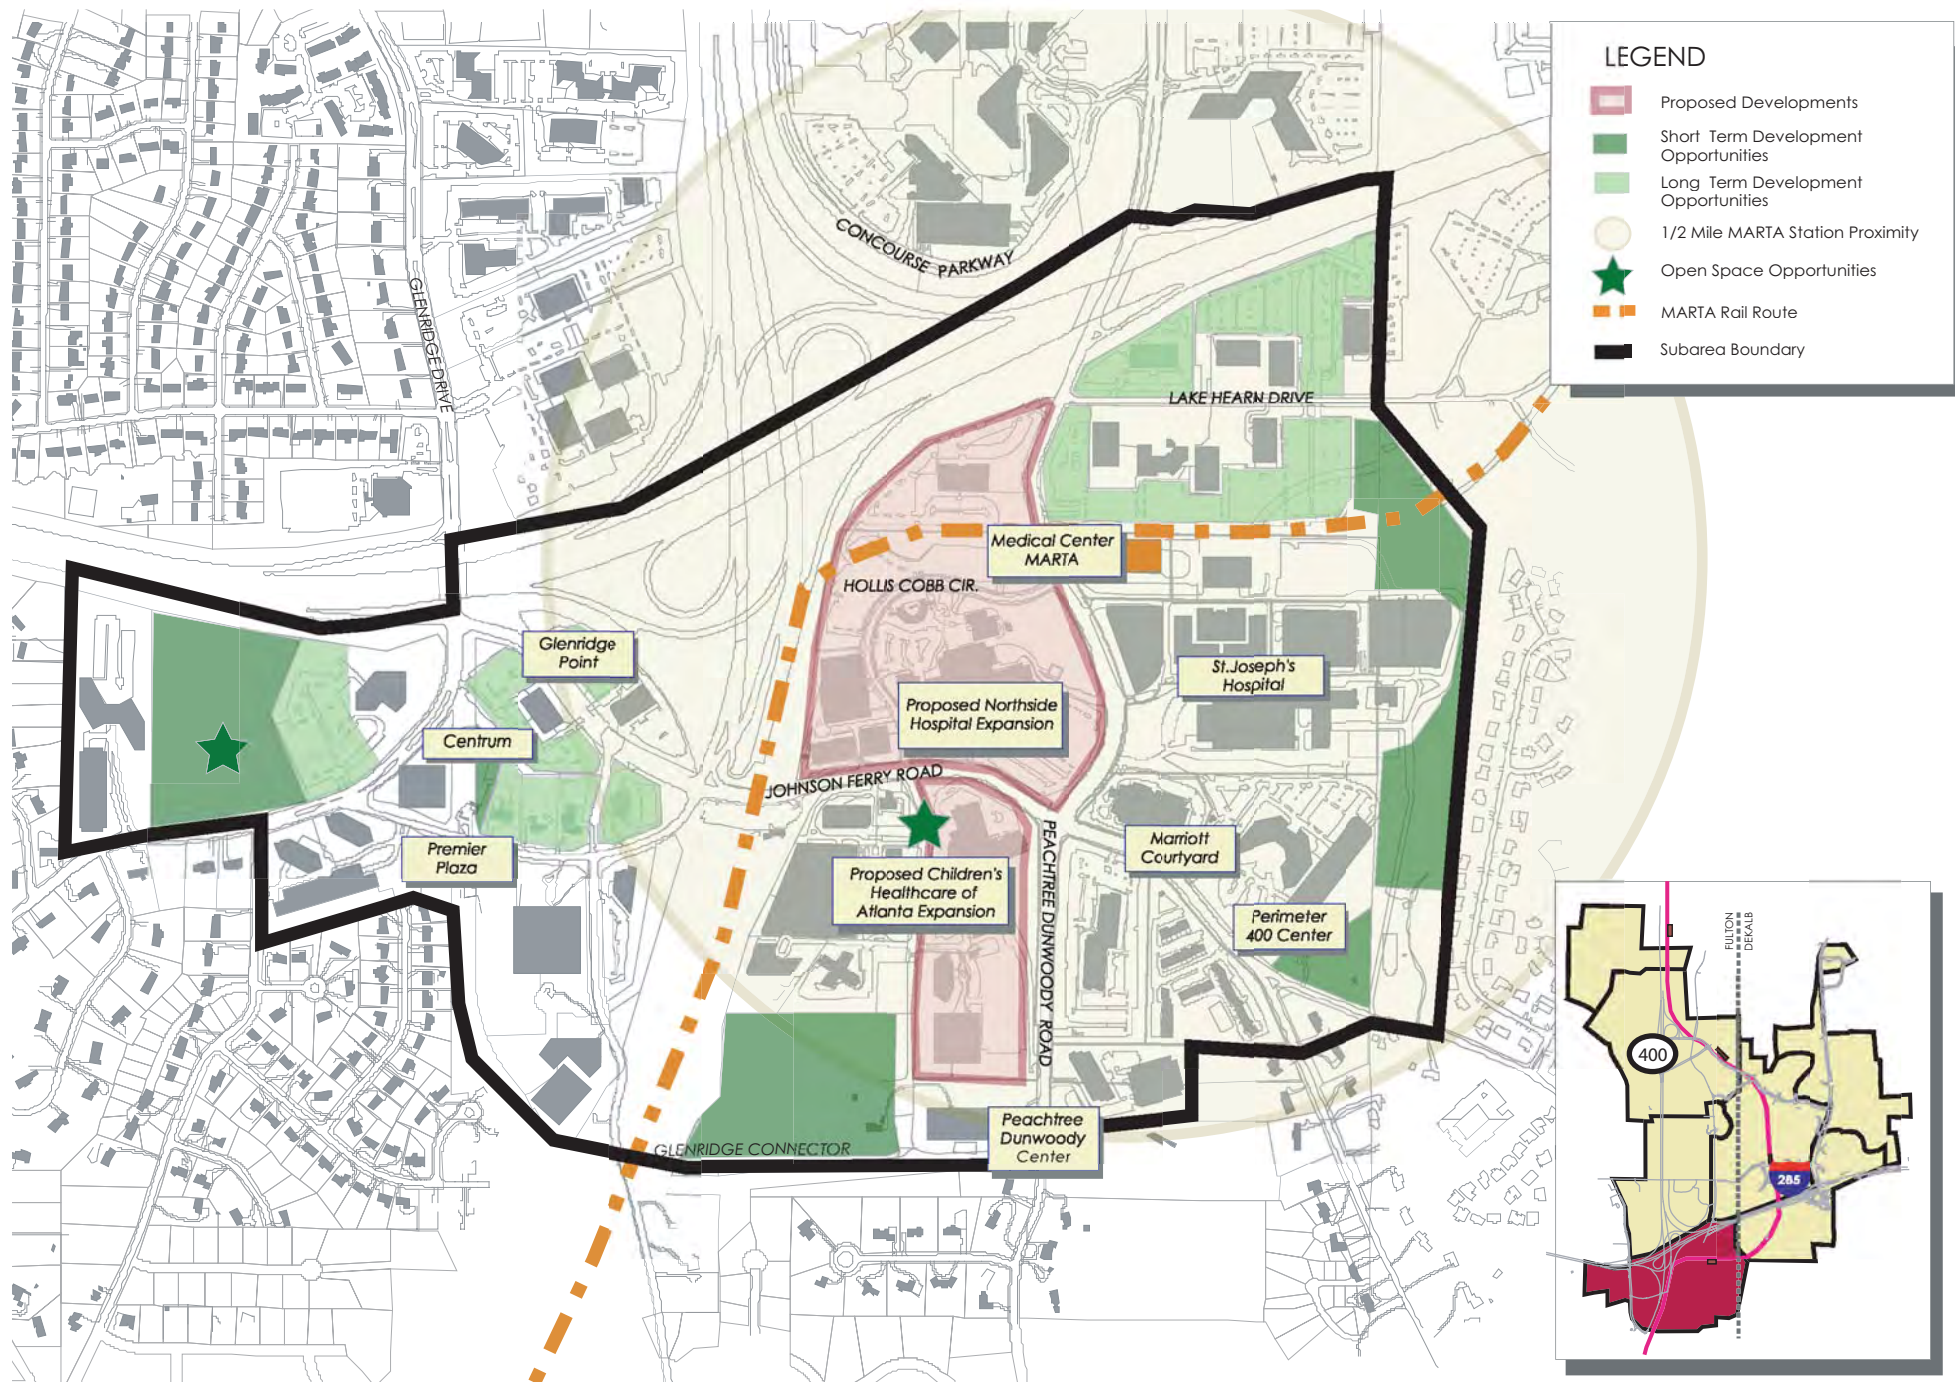 LEGEND
Proposed Developments
Short Term Development
Opportunities
Long Term Development
Opportunities
1/2 Mile MARTA Station Proximity
Open Space Opportunities
MARTA Rail Route
Subarea Boundary
CONCOURSE PARKWAY
GLENRIDGE DRIVE
LAKE HEARN DRIVE
Medical Center
MARTA
HOLLIS COBB CIR.
Glenridge
Point
St.Joseph's
Hospital
Proposed Northside
Hospital Expansion
Centrum
JOHNSON FERRY ROAD
Premier
Plaza
Marriott
Courtyard
Proposed Children's
Healthcare of
Atlanta Expansion
PEACHTREE DUNWOODY ROAD
Perimeter
400 Center
Peachtree
Dunwoody
Center
GLENRIDGE CONNECTOR
FULTON
DEKALB
400
285